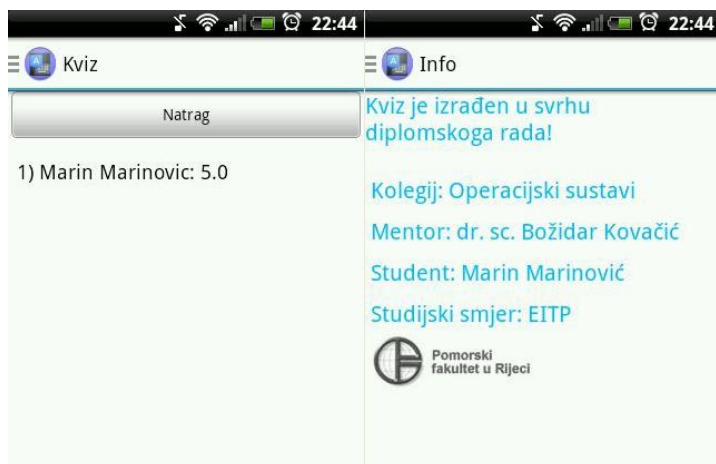 22:44
Kviz
Natrag
1) Marin Marinovic: 5.0
22:44
Info
Kviz je izrađen u svrhu
diplomskoga rada!
Kolegij: Operacijski sustavi
Mentor: dr. sc. Božidar Kovačić
Student: Marin Marinović
Studijski smjer: EITP
Pomorski
fakultet u Rijeci